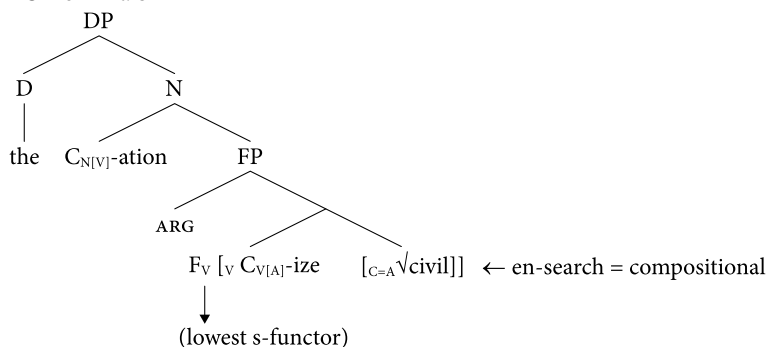 DP
D N
the C_N[V]-ation FP
ARG
F_V [_V C_V[A]-ize [_C=A √civil]] ← en-search = compositional
(lowest s-functor)